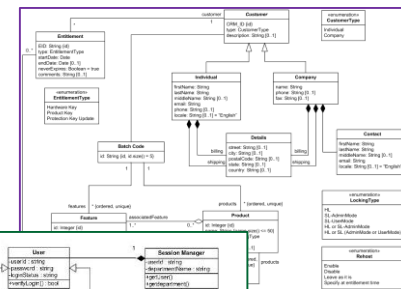 customer
Customer
CRM_ID {id}
type: CustomerType
description: String [0..1]
«enumeration»
CustomerType
Individual
Company
1
*
Entitlement
EID: String {id}
type: EntitlementType
startDate: Date
endDate: Date [0..1]
neverExpires: Boolean = true
comments: String [0..1]
0..*
«enumeration»
EntitlementType
Hardware Key
Product Key
Protection Key Update
Individual
firstName: String
lastName: String
middleName: String [0..1]
email: String
phone: String [0..1]
locale: String [0..1] = "English"
Company
name: String
phone: String [0..1]
fax: String [0..1]
Details
street: String [0..1]
city: String [0..1]
postalCode: String [0..1]
state: String [0..1]
country: String [0..1]
billing
shipping
billing
shipping
Contact
firstName: String
lastName: String
middleName: String [0..1]
email: String
locale: String [0..1] = "English"
Batch Code
id: String {id, size() = 5}
1
1
features
* {ordered, unique}
products
* {ordered, unique}
Feature
id: Integer {id}
associatedFeature
1..*
0..*
Product
id: Integer {id}
«enumeration»
LockingType
HL
SL-AdminMode
SL-UserMode
HL or SL-AdminMode
HL or SL (AdminMode or UserMode)
«enumeration»
Rehost
Enable
Disable
Leave as it is
Specify at entitlement time
User
-userId : string
-password : string
-loginStatus : string
+verifyLogin() : bool
1
Session Manager
-userId : string
-departmentName : string
+getUser()
+getdepartment()